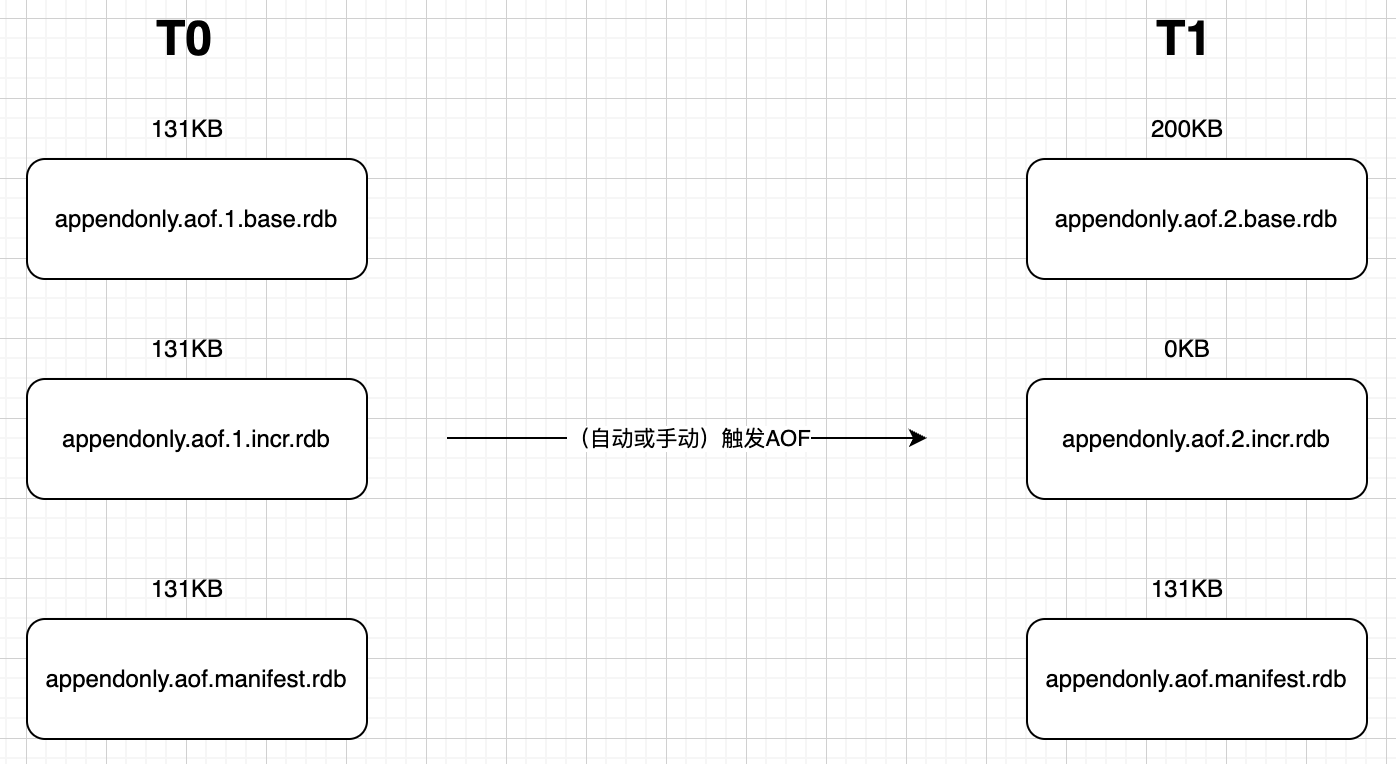 T0
T1
131KB
200KB
appendonly.aof.1.base.rdb
appendonly.aof.2.base.rdb
131KB
0KB
appendonly.aof.1.incr.rdb
（自动或手动）触发AOF
appendonly.aof.2.incr.rdb
131KB
131KB
appendonly.aof.manifest.rdb
appendonly.aof.manifest.rdb